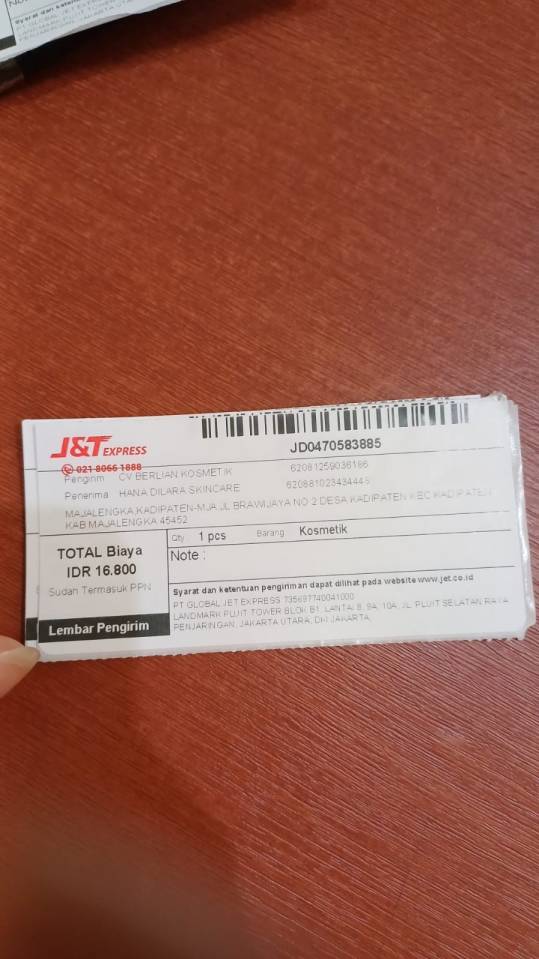 J&T EXPRESS
021 8066 1888
JD0470583885
Pengirim CV BERLIAN KOSMETIK 62081259036186
Penerima HANA DILARA SKINCARE 620881023434445
MAJALENGKA,KADIPATEN-MJA,JL BRAWIJAYA NO 2 DESA KADIPATEN KEC KADIPATEN
KAB MAJALENGKA 45452
TOTAL Biaya
IDR 16.800
Sudah Termasuk PPN
Lembar Pengirim
Qty 1 pcs Barang Kosmetik
Note :
Syarat dan ketentuan pengiriman dapat dilihat pada website www.jet.co.id
PT GLOBAL JET EXPRESS 735697740041000
LANDMARK PLUIT TOWER BLOK B1 LANTAI 8, 9A, 10A, JL. PLUIT SELATAN RAYA
PENJARINGAN, JAKARTA UTARA, DKI JAKARTA,